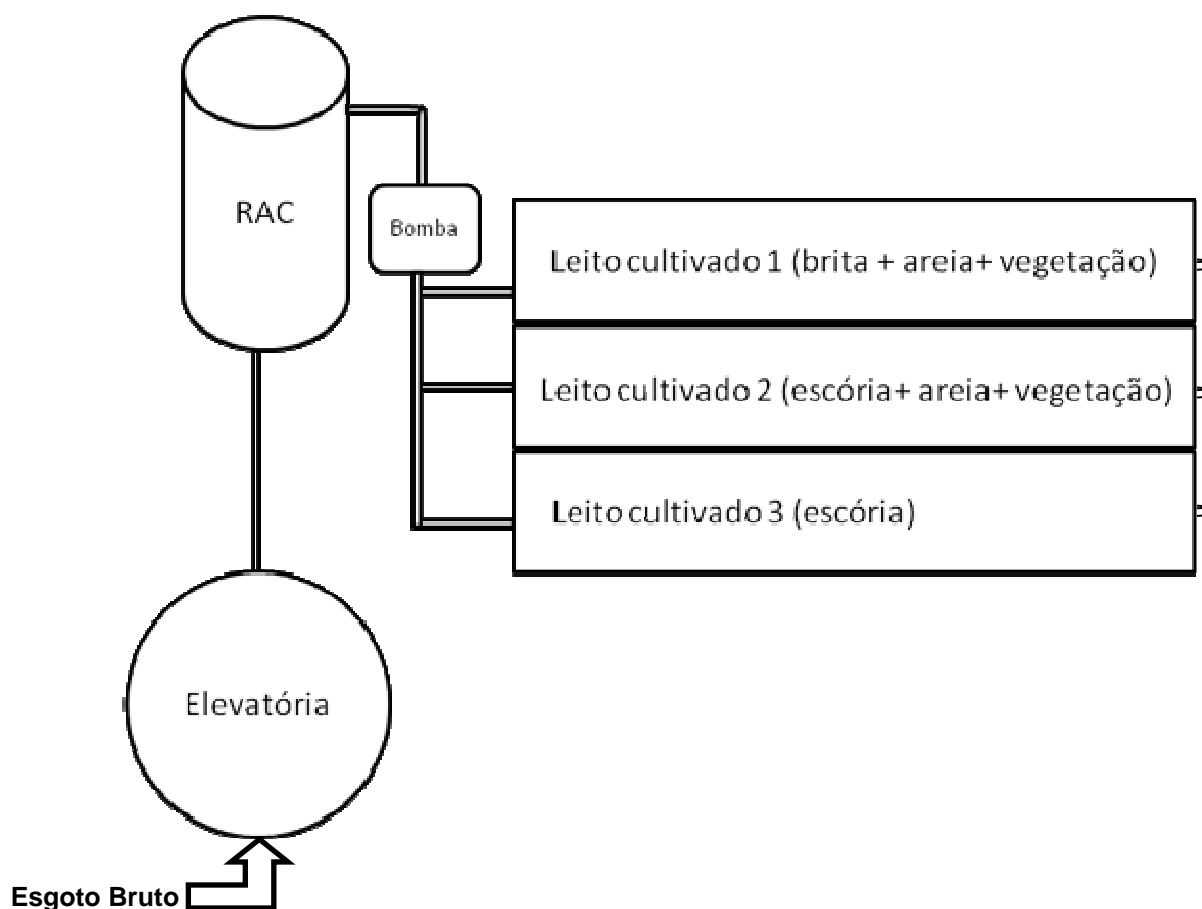 RAC
Bomba
Leito cultivado 1 (brita + areia+ vegetação)
Leito cultivado 2 (escória+ areia+ vegetação)
Leito cultivado 3 (escória)
Elevatória
Esgoto Bruto